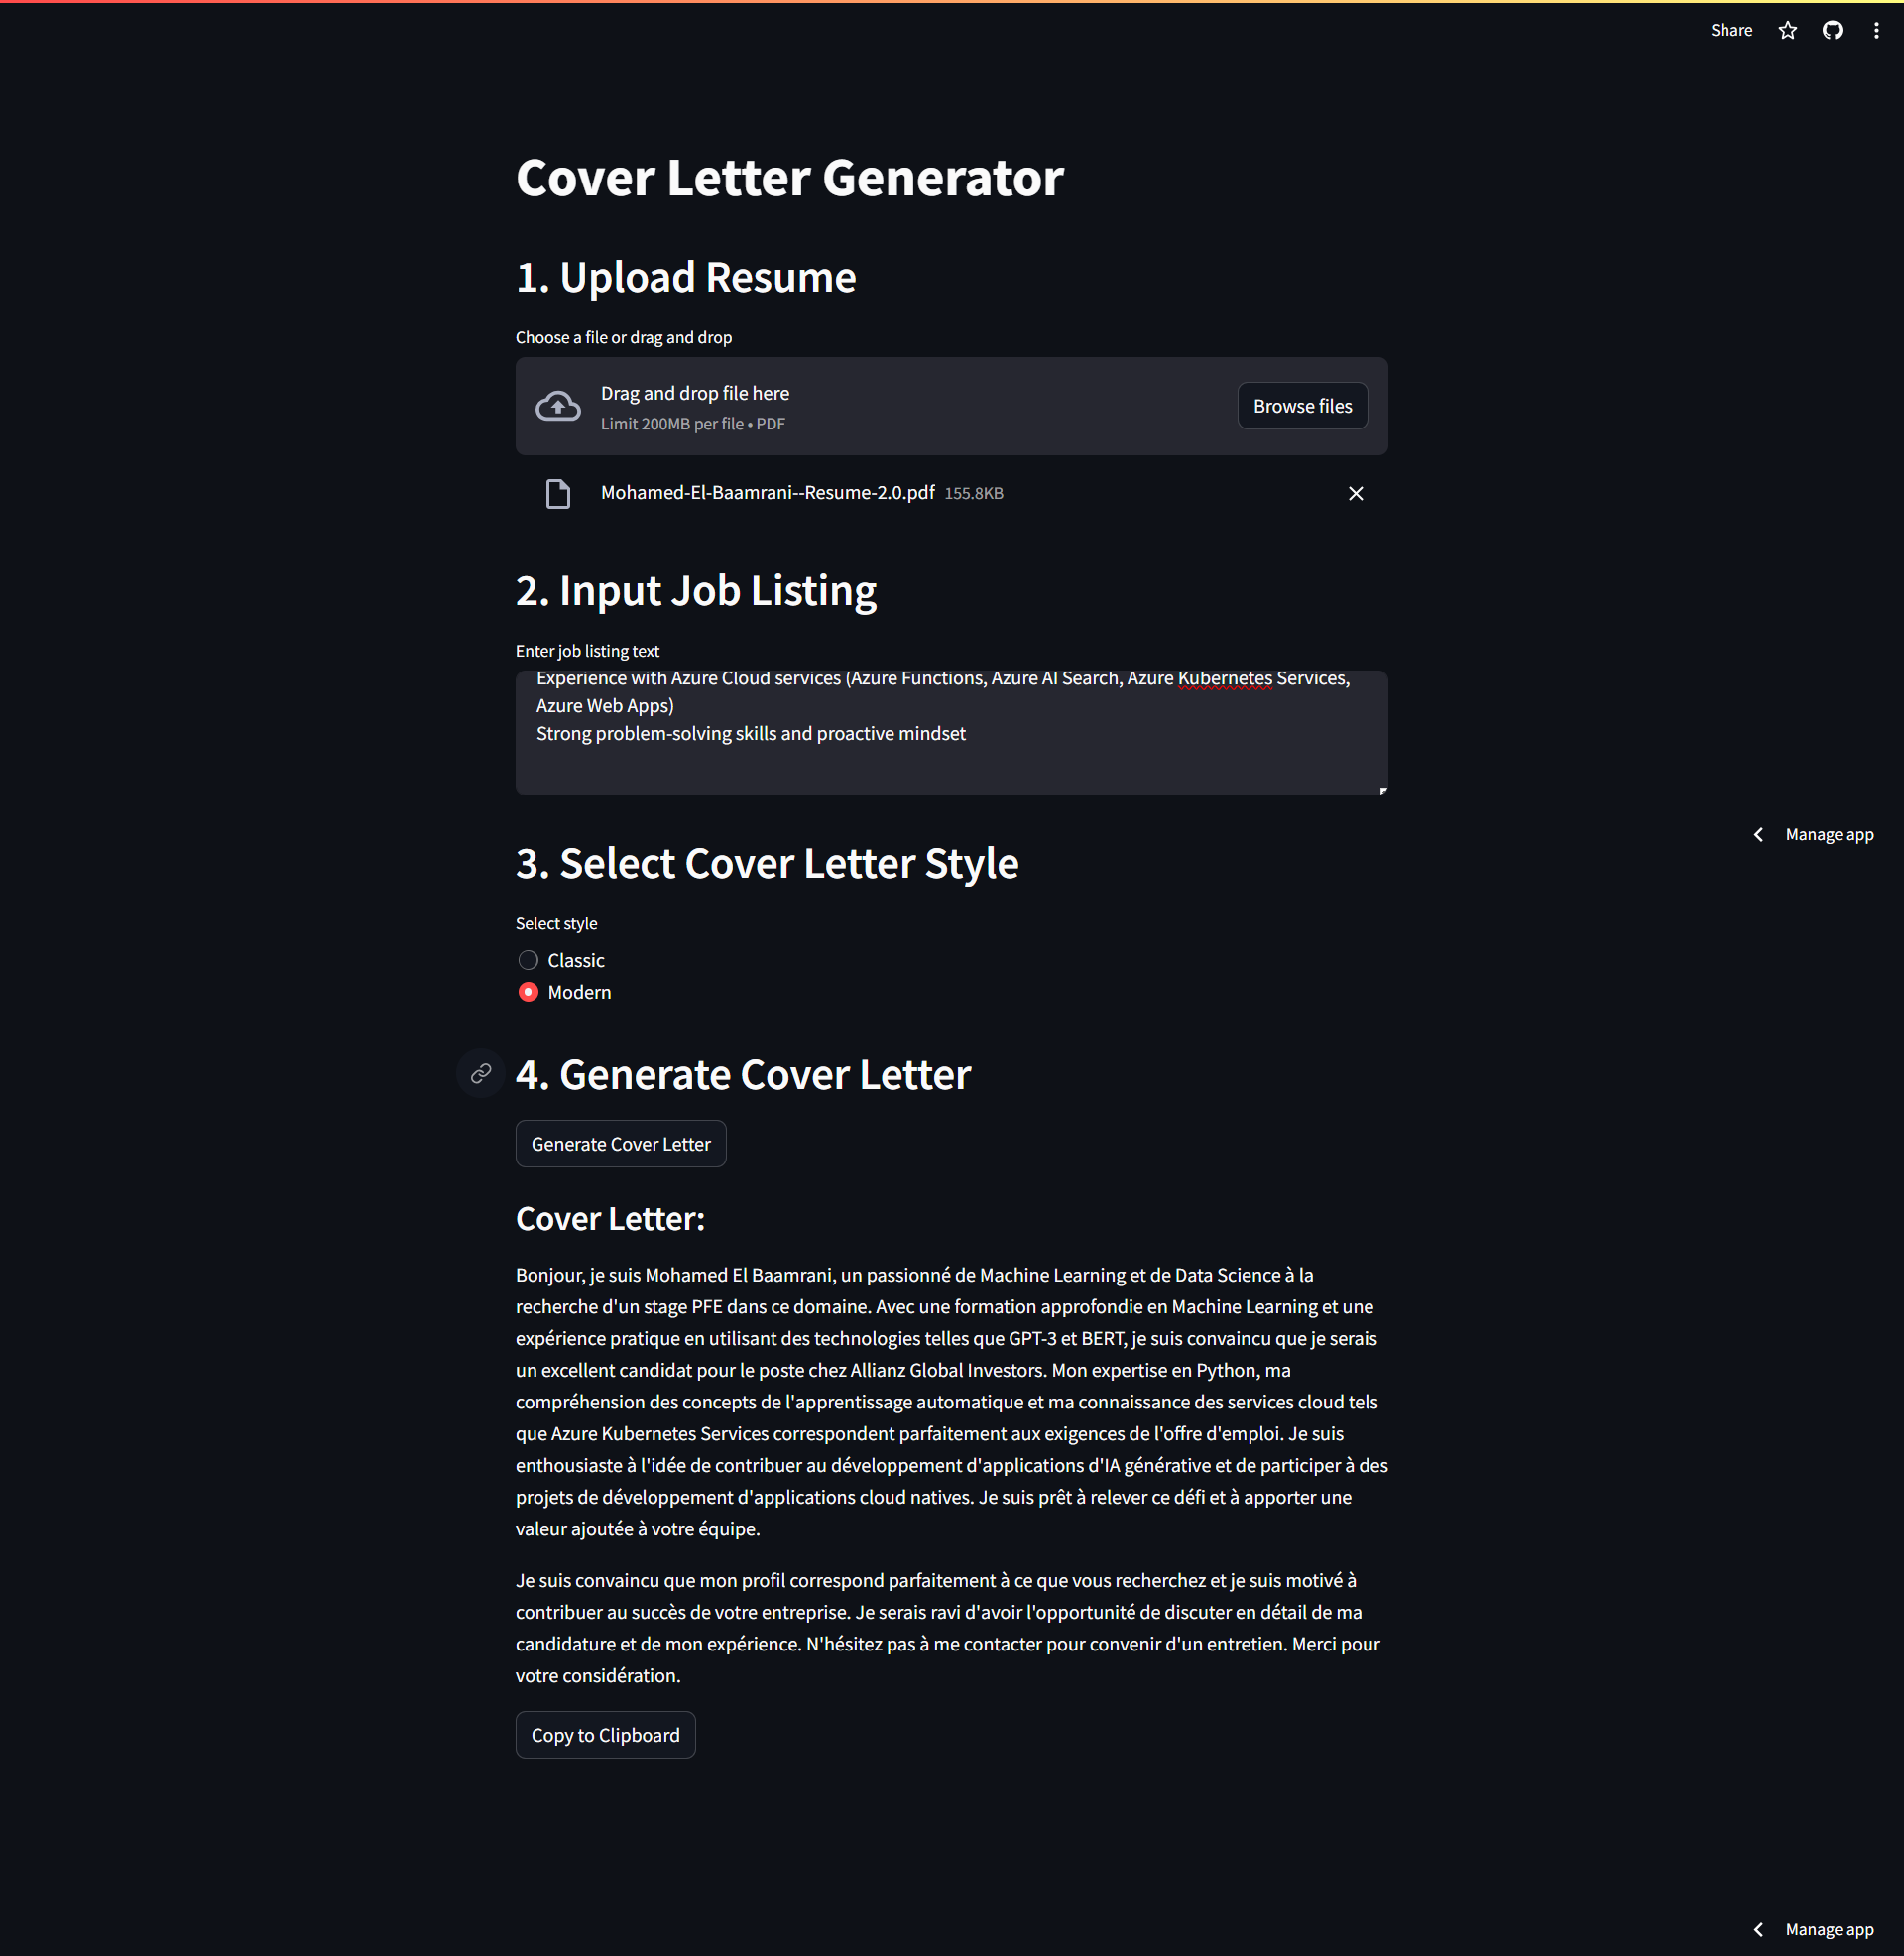 Share
Cover Letter Generator
1. Upload Resume
Choose a file or drag and drop
Drag and drop file here
Limit 200MB per file • PDF
Browse files
Mohamed-El-Baamrani--Resume-2.0.pdf 155.8KB
2. Input Job Listing
Enter job listing text
Experience with Azure Cloud services (Azure Functions, Azure AI Search, Azure Kubernetes Services,
Azure Web Apps)
Strong problem-solving skills and proactive mindset
Manage app
3. Select Cover Letter Style
Select style
Classic
Modern
4. Generate Cover Letter
Generate Cover Letter
Cover Letter:
Bonjour, je suis Mohamed El Baamrani, un passionné de Machine Learning et de Data Science à la
recherche d'un stage PFE dans ce domaine. Avec une formation approfondie en Machine Learning et une
expérience pratique en utilisant des technologies telles que GPT-3 et BERT, je suis convaincu que je serais
un excellent candidat pour le poste chez Allianz Global Investors. Mon expertise en Python, ma
compréhension des concepts de l'apprentissage automatique et ma connaissance des services cloud tels
que Azure Kubernetes Services correspondent parfaitement aux exigences de l'offre d'emploi. Je suis
enthousiaste à l'idée de contribuer au développement d'applications d'IA générative et de participer à des
projets de développement d'applications cloud natives. Je suis prêt à relever ce défi et à apporter une
valeur ajoutée à votre équipe.
Je suis convaincu que mon profil correspond parfaitement à ce que vous recherchez et je suis motivé à
contribuer au succès de votre entreprise. Je serais ravi d'avoir l'opportunité de discuter en détail de ma
candidature et de mon expérience. N'hésitez pas à me contacter pour convenir d'un entretien. Merci pour
votre considération.
Copy to Clipboard
Manage app